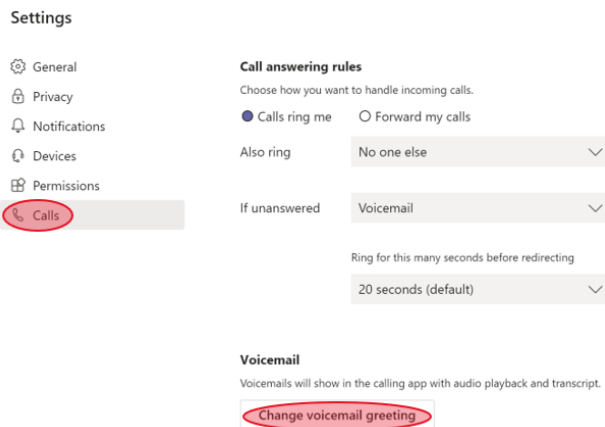 Settings
General
Privacy
Notifications
Devices
Permissions
Calls
Call answering rules
Choose how you want to handle incoming calls.
Calls ring me Forward my calls
Also ring No one else
If unanswered Voicemail
Ring for this many seconds before redirecting
20 seconds (default)
Voicemail
Voicemails will show in the calling app with audio playback and transcript.
Change voicemail greeting